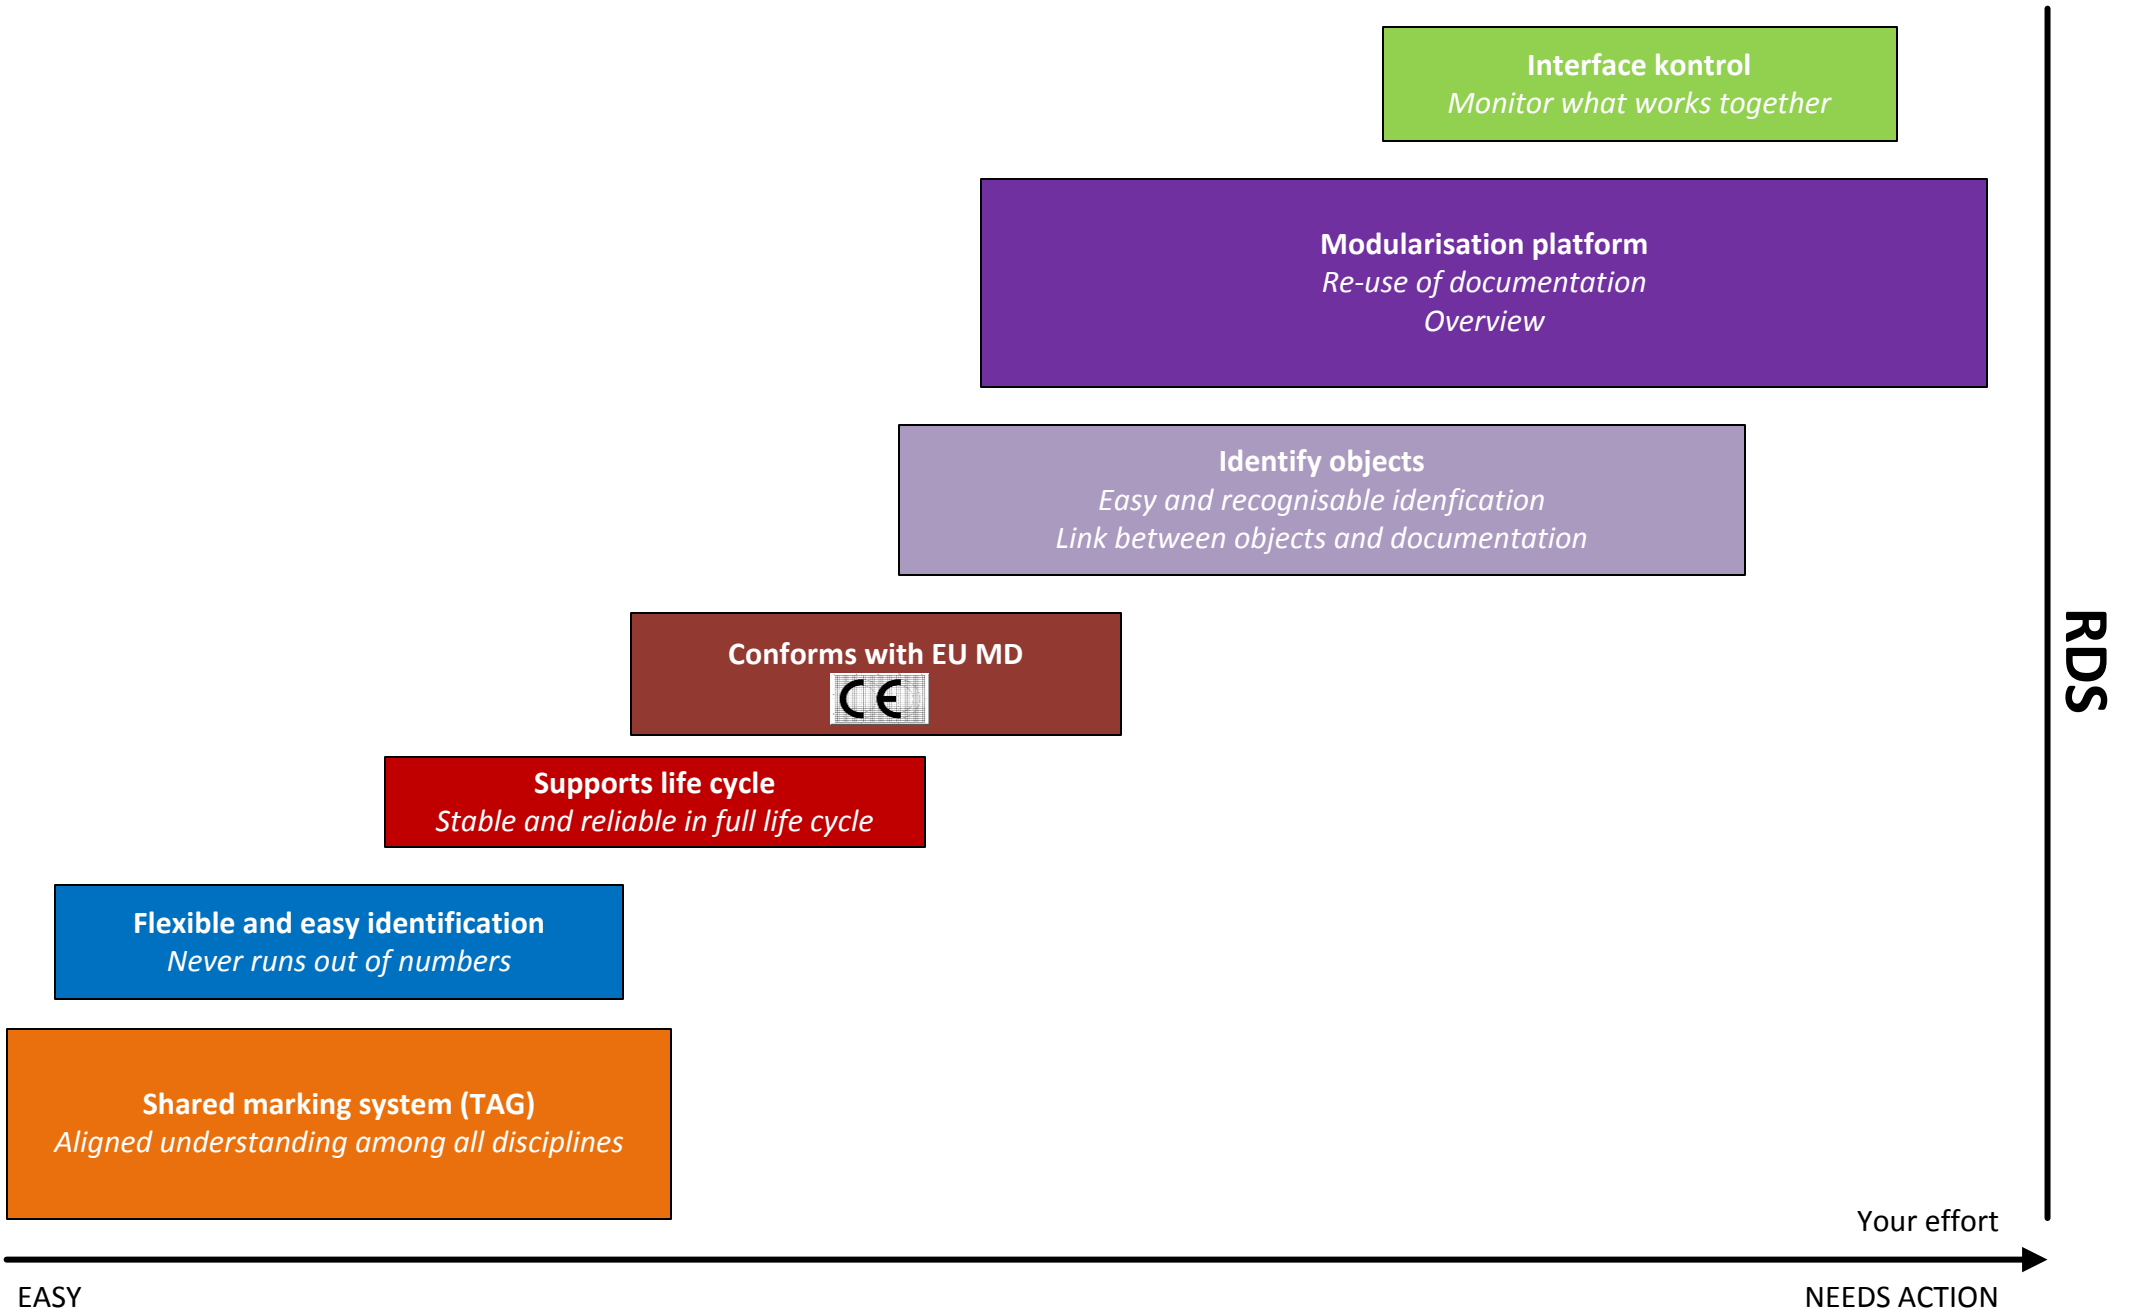 Interface kontrol
Monitor what works together
Modularisation platform
Re-use of documentation
Overview
Identify objects
Easy and recognisable idenfication
Link between objects and documentation
Conforms with EU MD
CE
RDS
Supports life cycle
Stable and reliable in full life cycle
Flexible and easy identification
Never runs out of numbers
Shared marking system (TAG)
Aligned understanding among all disciplines
Your effort
EASY
NEEDS ACTION